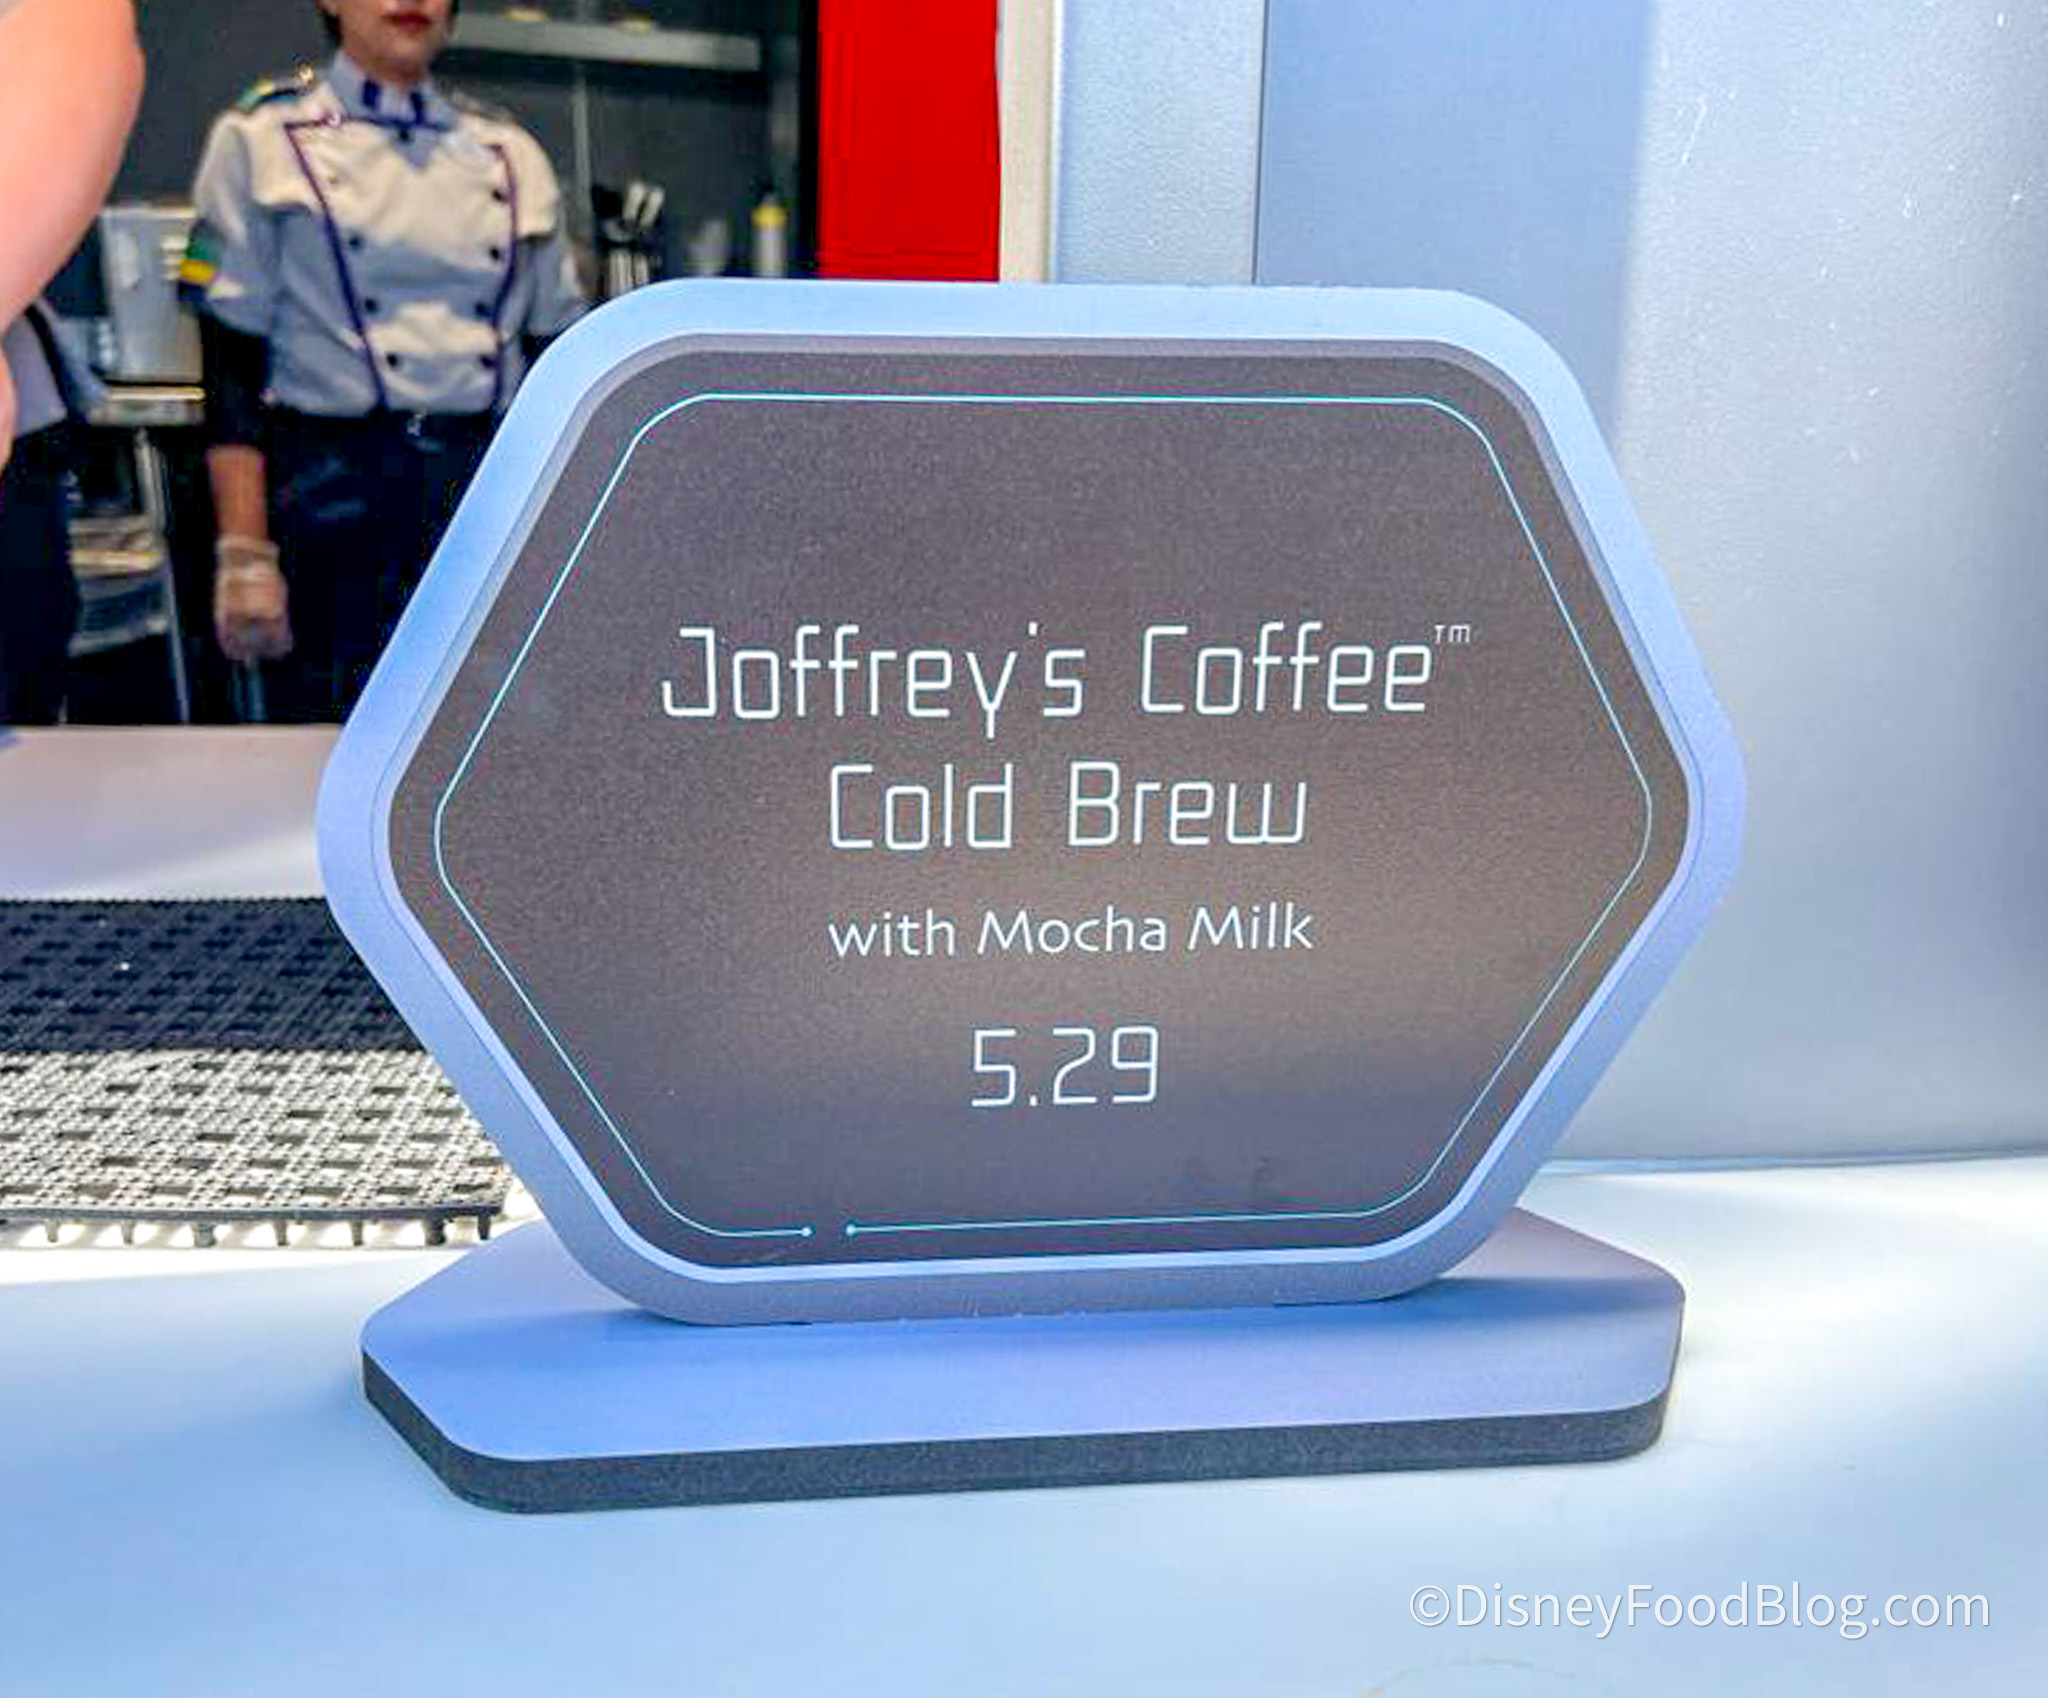 Joffrey's Coffee™
Cold Brew
with Mocha Milk
5.29
©DisneyFoodBlog.com